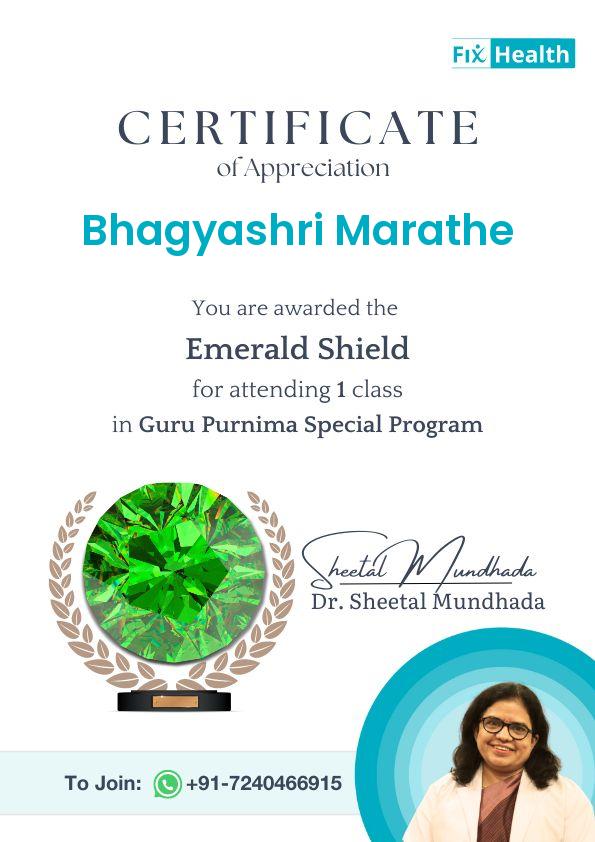 Fix Health
CERTIFICATE
of Appreciation
Bhagyashri Marathe
You are awarded the
Emerald Shield
for attending 1 class
in Guru Purnima Special Program
Sheetal Mundhada
Dr. Sheetal Mundhada
To Join: +91-7240466915